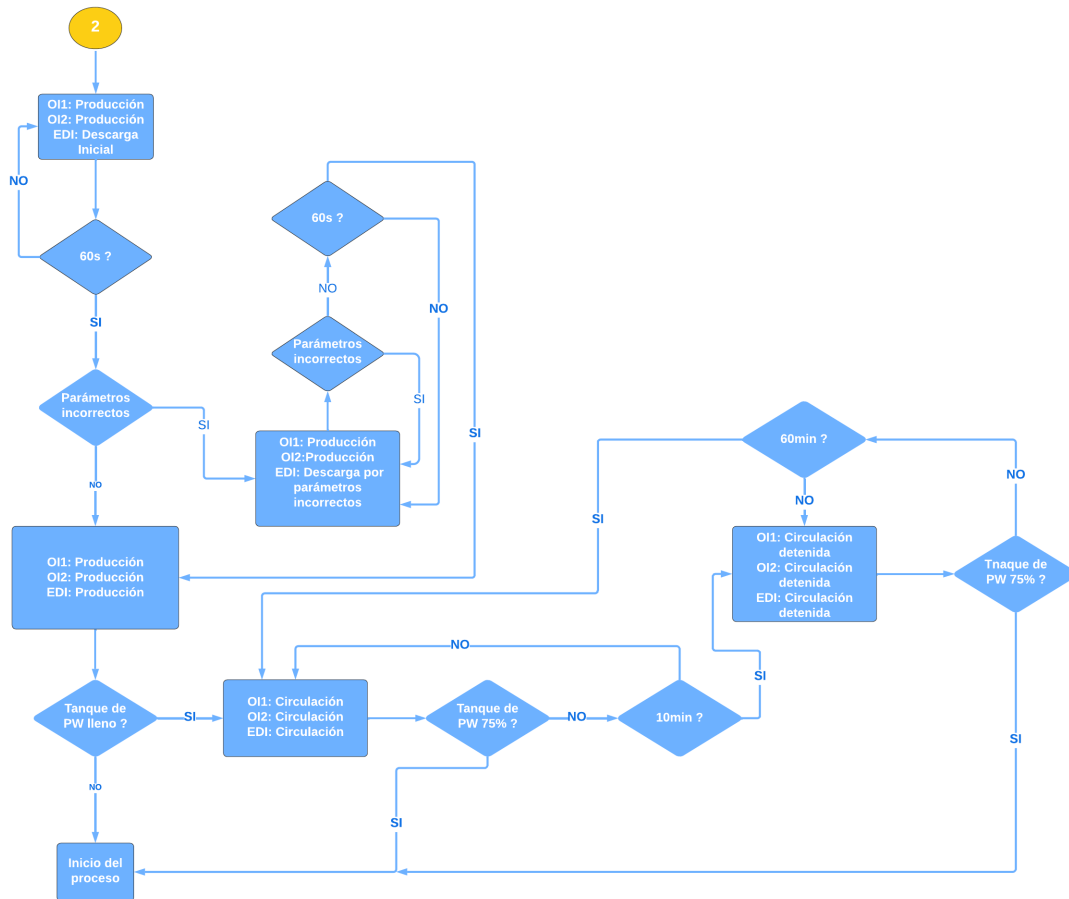 2
OI1: Producción
OI2: Producción
EDI: Descarga
Inicial
NO
60s ?
SI
Parámetros
incorrectos
SI
NO
60s ?
NO
NO
Parámetros
incorrectos
SI
SI
OI1: Producción
OI2:Producción
EDI: Descarga por
parámetros
incorrectos
OI1: Producción
OI2: Producción
EDI: Producción
60min ?
NO
NO
SI
OI1: Circulación
detenida
OI2: Circulación
detenida
EDI: Circulación
detenida
Tnaque de
PW 75% ?
NO
SI
Tanque de
PW lleno ?
SI
OI1: Circulación
OI2: Circulación
EDI: Circulación
Tanque de
PW 75% ?
NO
10min ?
SI
NO
SI
Inicio del
proceso